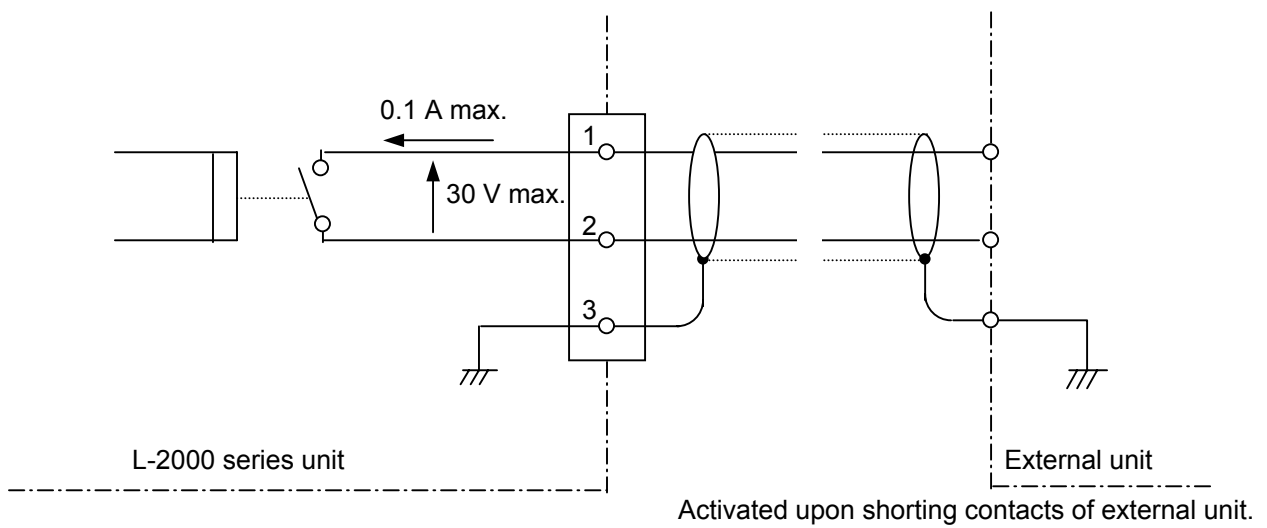 0.1 A max.
1
30 V max.
2
3
L-2000 series unit
External unit
Activated upon shorting contacts of external unit.